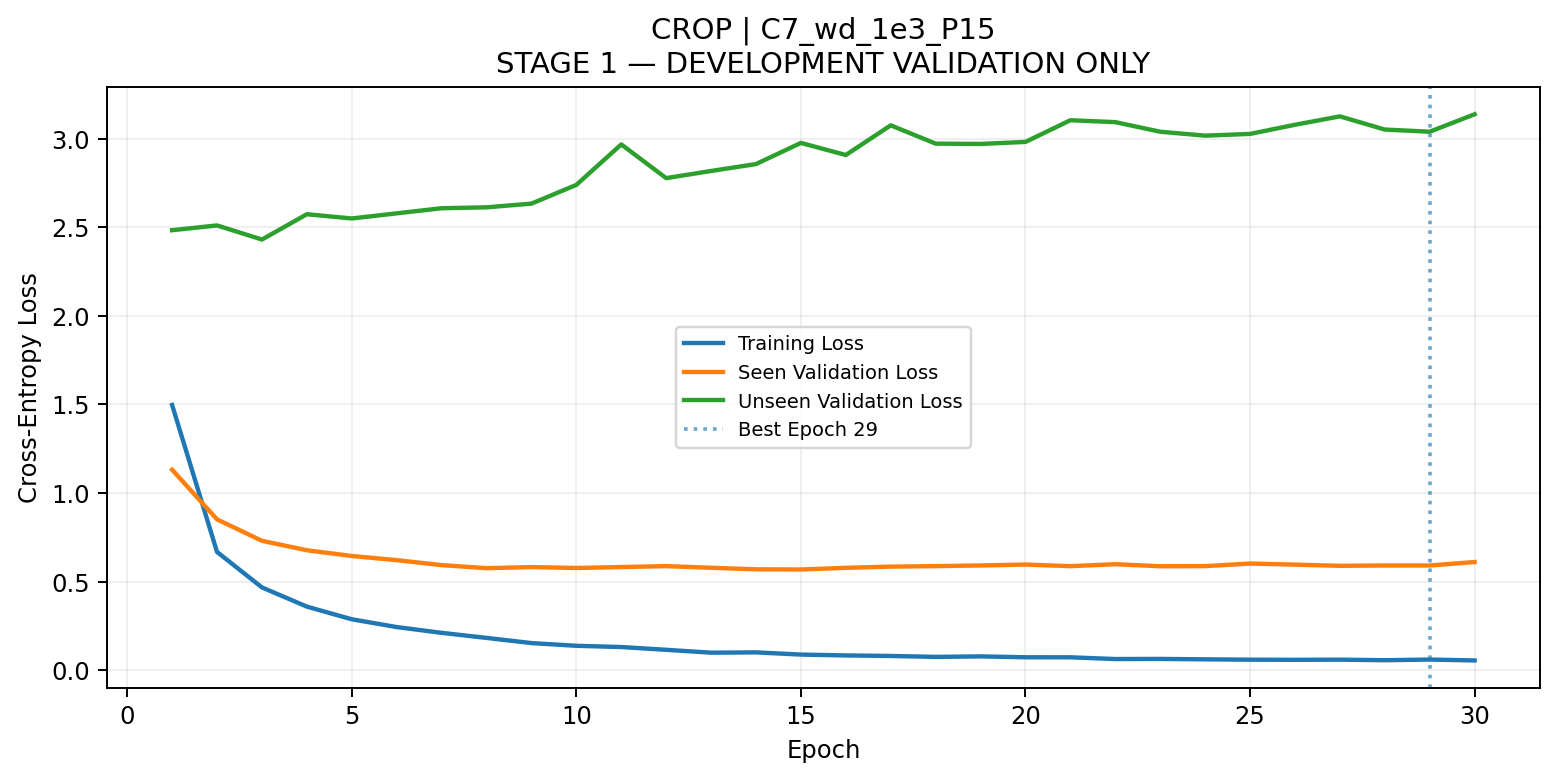 CROP | C7_wd_1e3_P15
STAGE 1 — DEVELOPMENT VALIDATION ONLY
Cross-Entropy Loss
3.0
2.5
2.0
1.5
1.0
0.5
0.0
Training Loss
Seen Validation Loss
Unseen Validation Loss
Best Epoch 29
0 5 10 15 20 25 30
Epoch